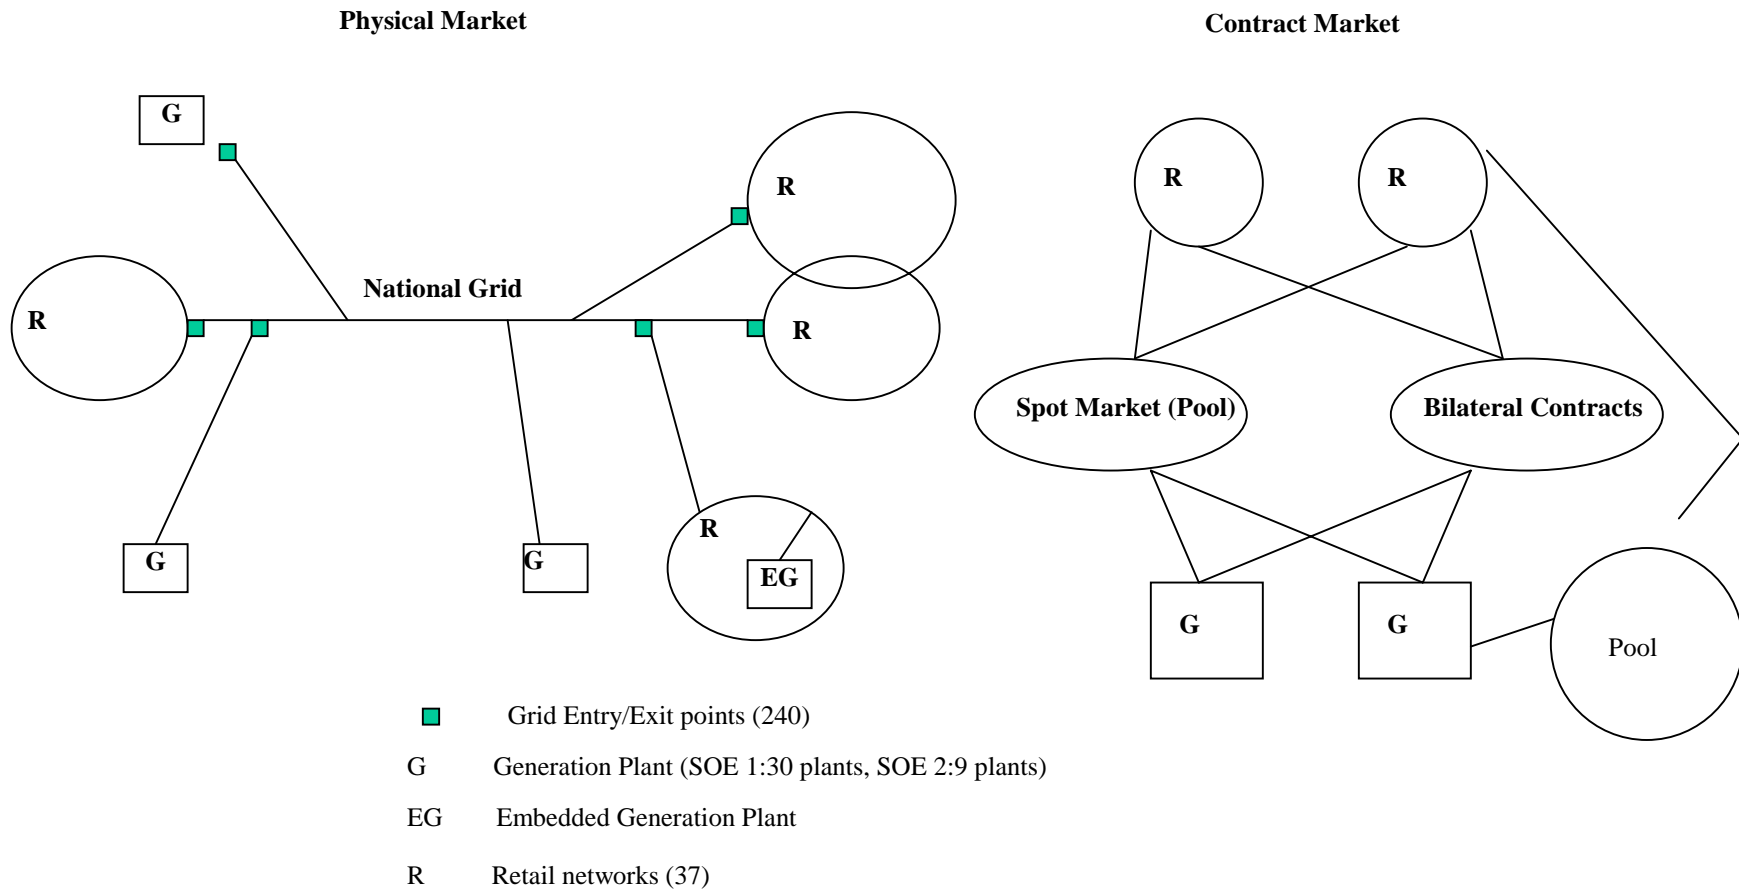 Physical Market
Contract Market
G
R
R
R
National Grid
R
R
Spot Market (Pool)
Bilateral Contracts
R
G
G
EG
G
G
Pool
Grid Entry/Exit points (240)
G Generation Plant (SOE 1:30 plants, SOE 2:9 plants)
EG Embedded Generation Plant
R Retail networks (37)